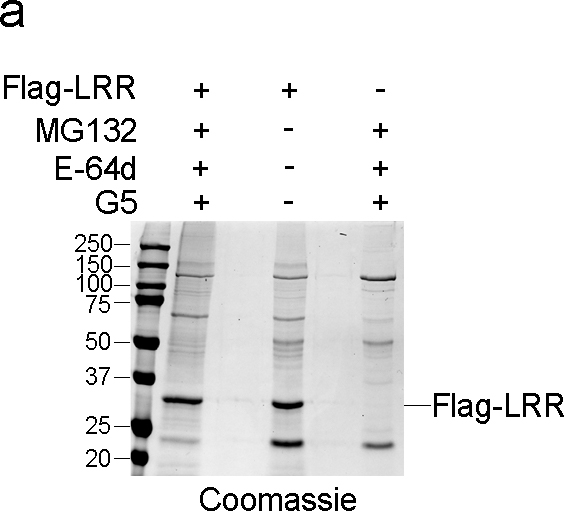 a
Flag-LRR + + -
MG132 + - +
E-64d + - +
G5 + - +
250
150
100
75
50
37
25
20
Flag-LRR
Coomassie